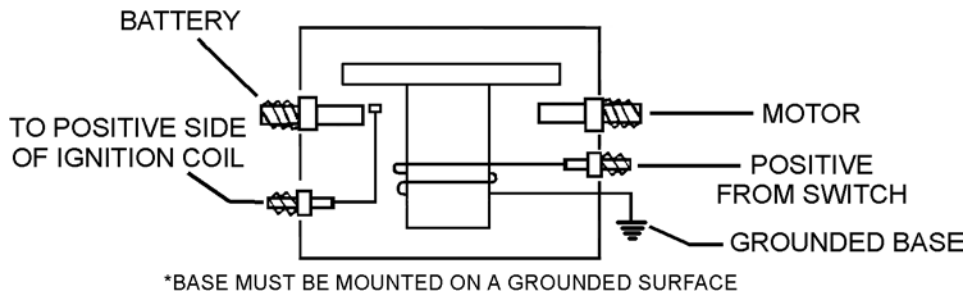 BATTERY
TO POSITIVE SIDE
OF IGNITION COIL
MOTOR
POSITIVE
FROM SWITCH
GROUNDED BASE
*BASE MUST BE MOUNTED ON A GROUNDED SURFACE